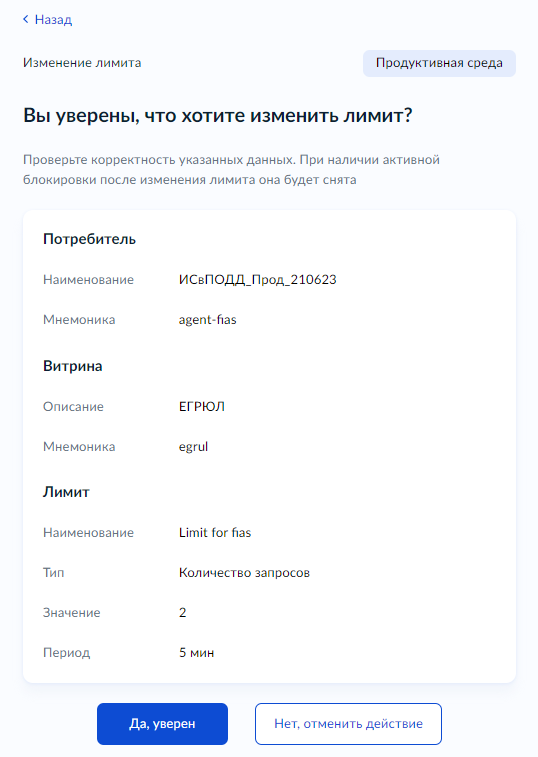 Назад
Изменение лимита
Продуктивная среда
Вы уверены, что хотите изменить лимит?
Проверьте корректность указанных данных. При наличии активной
блокировки после изменения лимита она будет снята
Потребитель
Наименование ИСвПОДД_Прод_210623
Мнемоника agent-fias
Витрина
Описание ЕГРЮЛ
Мнемоника egrul
Лимит
Наименование Limit for fias
Тип Количество запросов
Значение 2
Период 5 мин
Да, уверен
Нет, отменить действие